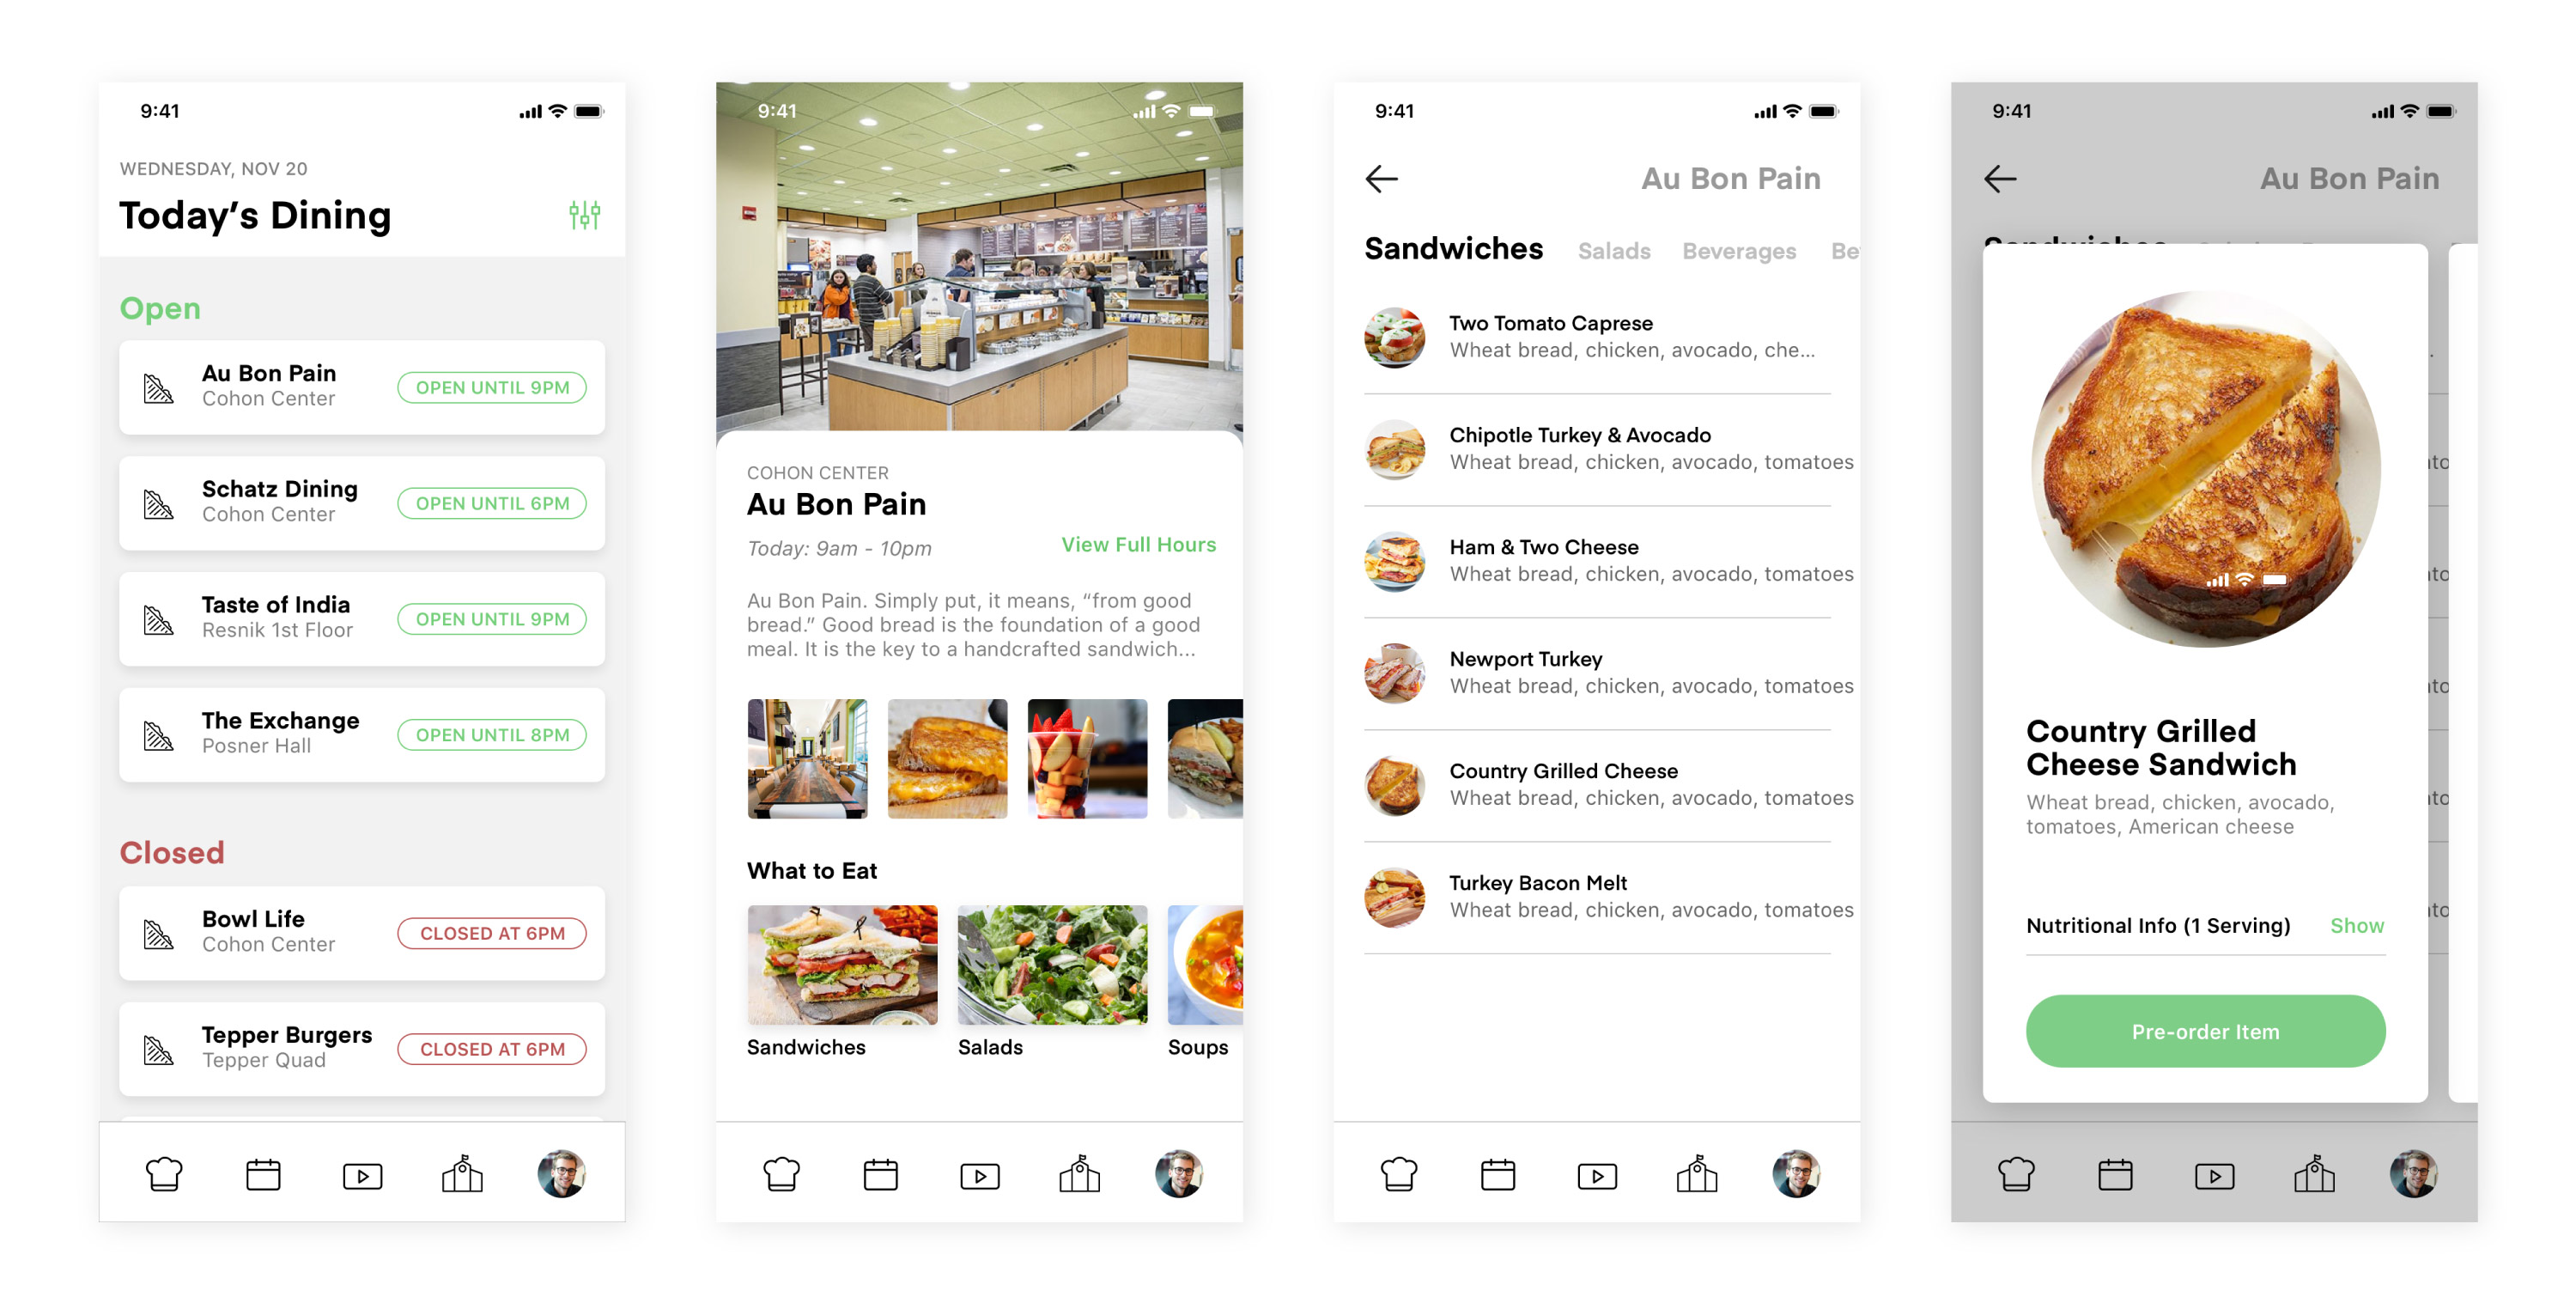 9:41
WEDNESDAY, NOV 20
Today’s Dining
Open
Au Bon Pain
Cohon Center
OPEN UNTIL 9PM
Schatz Dining
Cohon Center
OPEN UNTIL 6PM
Taste of India
Resnik 1st Floor
OPEN UNTIL 9PM
The Exchange
Posner Hall
OPEN UNTIL 8PM
Closed
Bowl Life
Cohon Center
CLOSED AT 6PM
Tepper Burgers
Tepper Quad
CLOSED AT 6PM
9:41
COHON CENTER
Au Bon Pain
Today: 9am - 10pm
View Full Hours
Au Bon Pain. Simply put, it means, “from good
bread.” Good bread is the foundation of a good
meal. It is the key to a handcrafted sandwich...
What to Eat
Sandwiches
Salads
Soups
9:41
Au Bon Pain
Sandwiches Salads Beverages Be
Two Tomato Caprese
Wheat bread, chicken, avocado, che...
Chipotle Turkey & Avocado
Wheat bread, chicken, avocado, tomatoes
Ham & Two Cheese
Wheat bread, chicken, avocado, tomatoes
Newport Turkey
Wheat bread, chicken, avocado, tomatoes
Country Grilled Cheese
Wheat bread, chicken, avocado, tomatoes
Turkey Bacon Melt
Wheat bread, chicken, avocado, tomatoes
9:41
Au Bon Pain
Country Grilled
Cheese Sandwich
Wheat bread, chicken, avocado,
tomatoes, American cheese
Nutritional Info (1 Serving)
Show
Pre-order Item